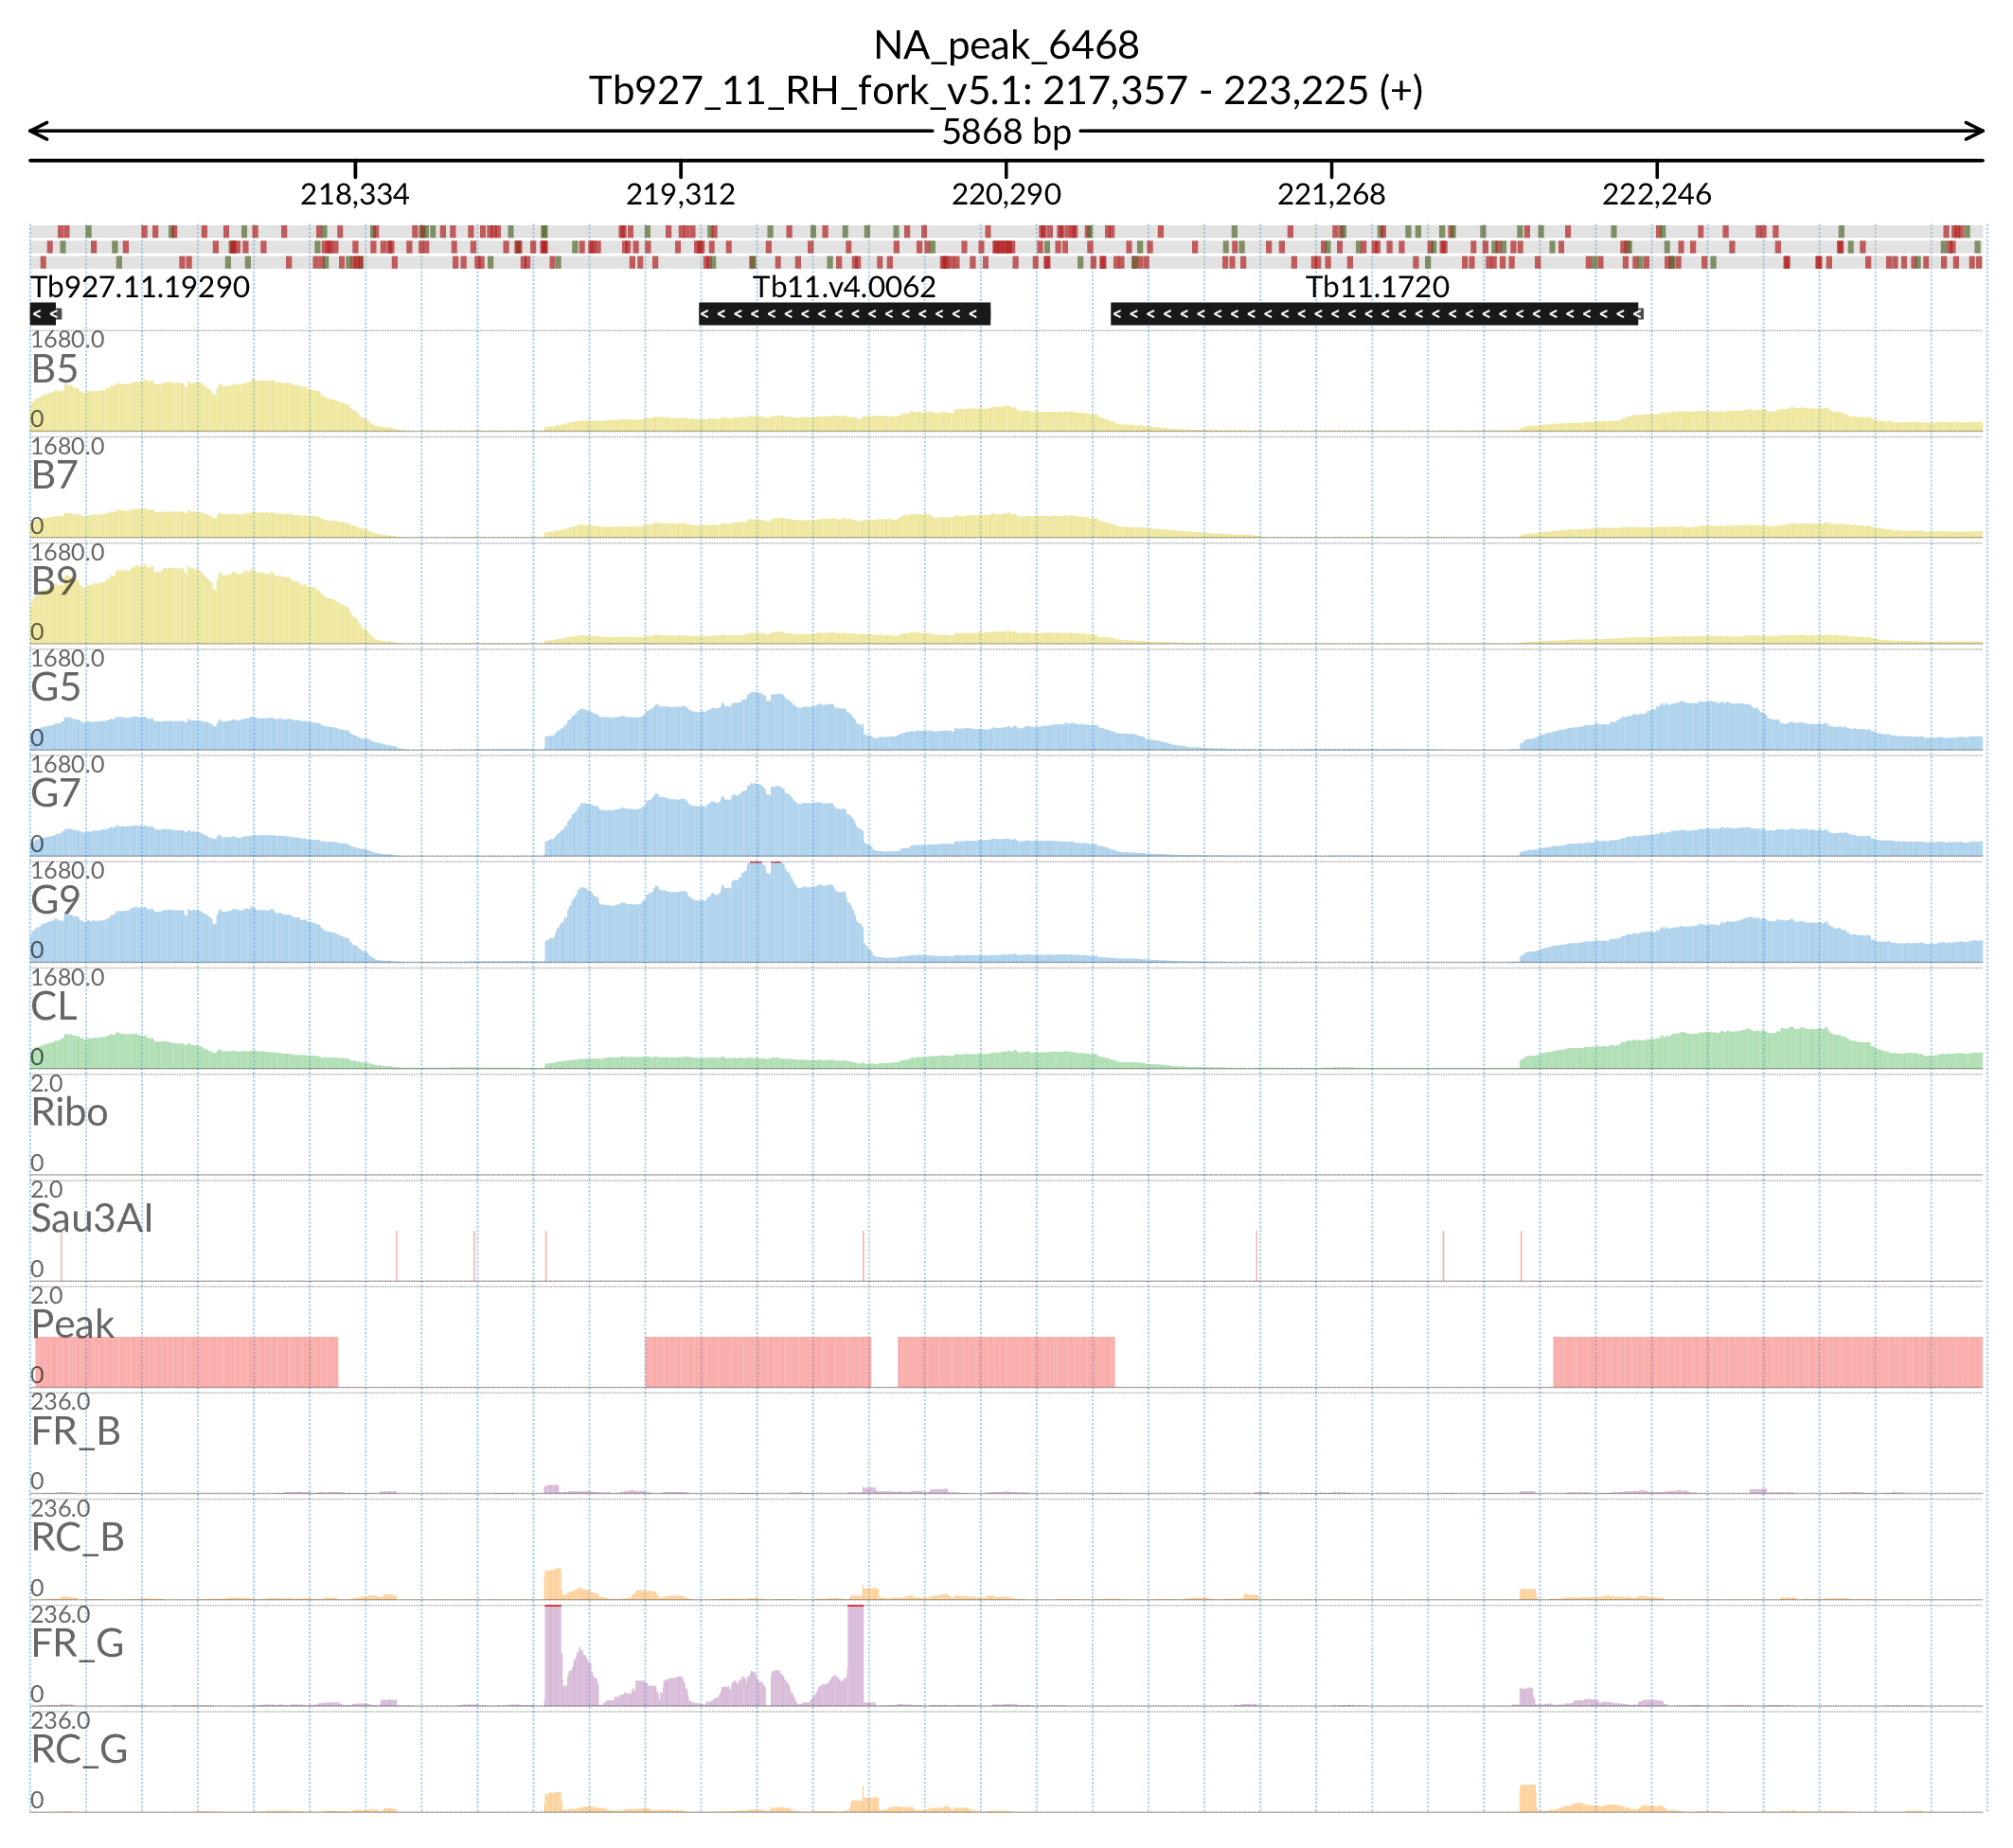 NA_peak_6468
Tb927_11_RH_fork_v5.1: 217,357 - 223,225 (+)
5868 bp
218,334 219,312 220,290 221,268 222,246
Tb927.11.19290 Tb11.v4.0062 Tb11.1720
1680.0
B5
0
1680.0
B7
0
1680.0
B9
0
1680.0
G5
0
1680.0
G7
0
1680.0
G9
0
1680.0
CL
0
2.0
Ribo
0
2.0
Sau3AI
0
2.0
Peak
0
236.0
FR_B
0
236.0
RC_B
0
236.0
FR_G
0
236.0
RC_G
0